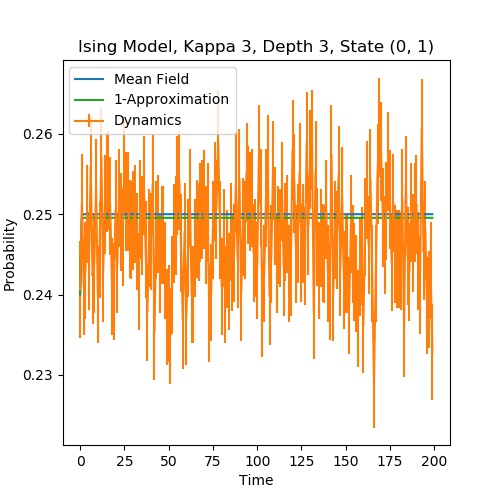 Ising Model, Kappa 3, Depth 3, State (0, 1)
Mean Field
1-Approximation
Dynamics
0.26
0.25
0.24
0.23
Probability
0 25 50 75 100 125 150 175 200
Time